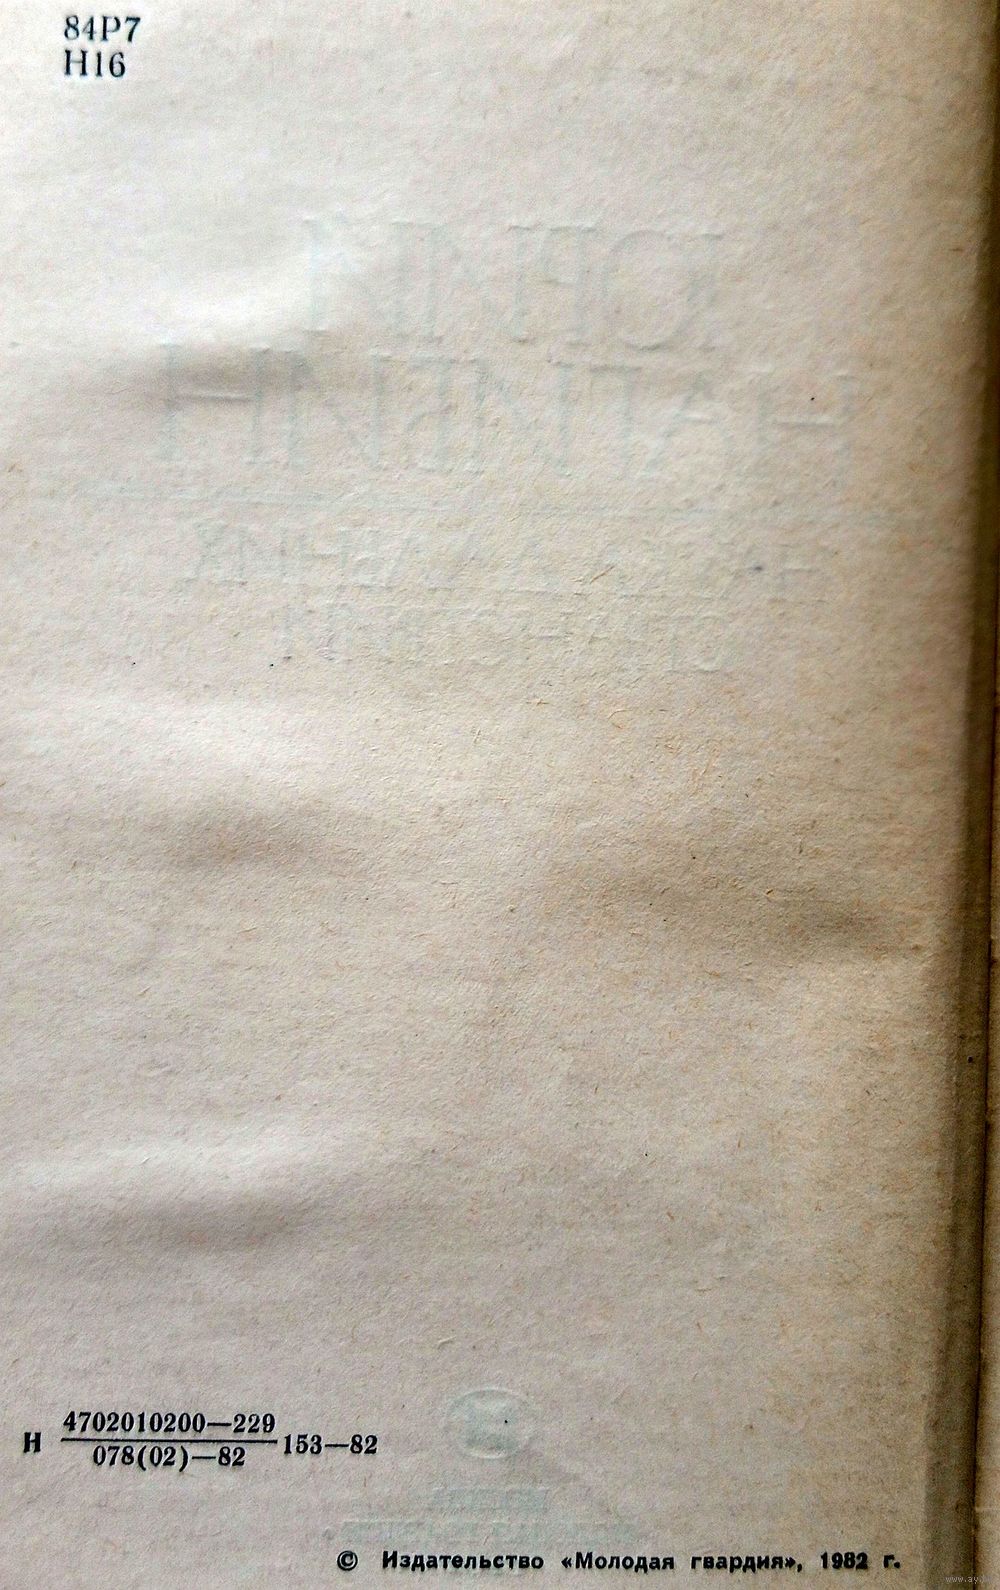 84Р7
Н16
Н 4702010200—229
078(02)—82 153—82
© Издательство «Молодая гвардия», 1982 г.